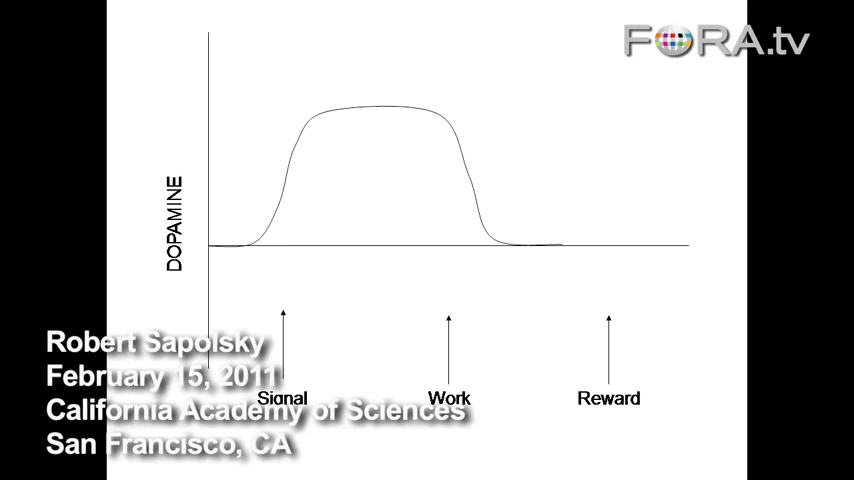 FORA.tv
DOPAMINE
Signal Work Reward
Robert Sapolsky
February 15, 2011
California Academy of Sciences
San Francisco, CA